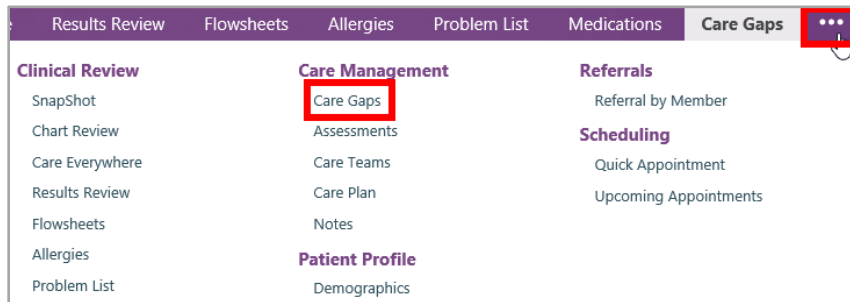 Results Review Flowsheets Allergies Problem List Medications Care Gaps •••
Clinical Review
SnapShot
Chart Review
Care Everywhere
Results Review
Flowsheets
Allergies
Problem List
Care Management
Care Gaps
Assessments
Care Teams
Care Plan
Notes
Patient Profile
Demographics
Referrals
Referral by Member
Scheduling
Quick Appointment
Upcoming Appointments